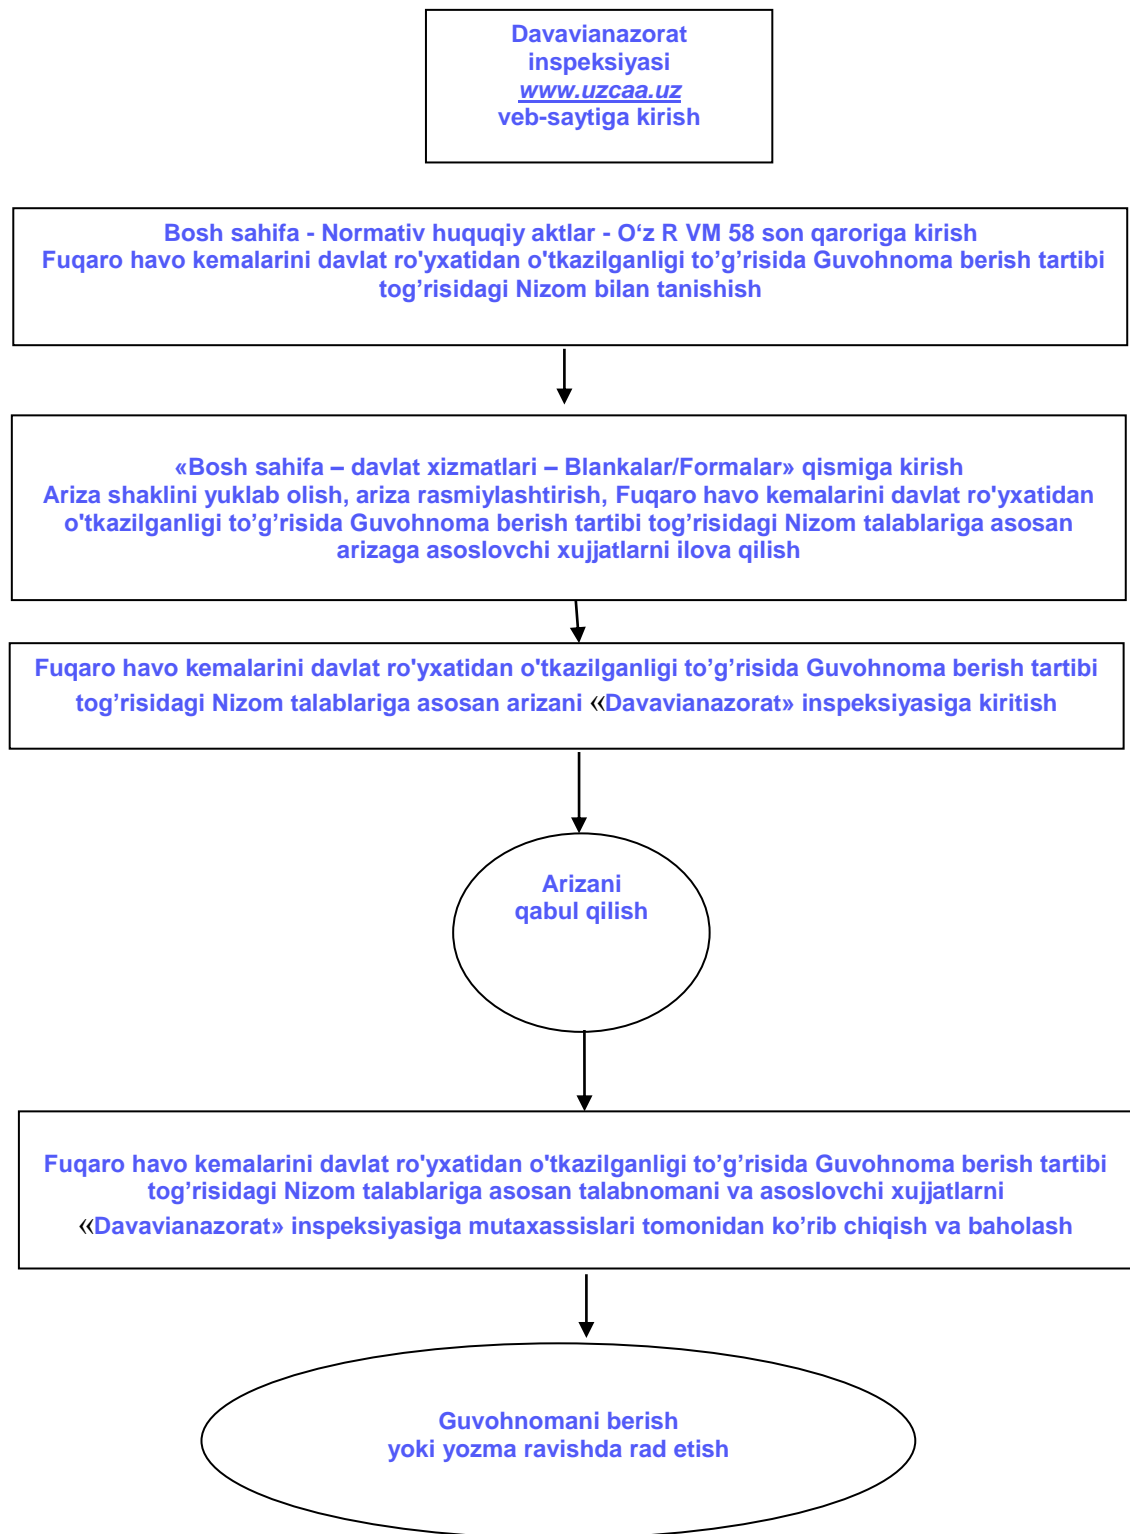 Davavianazorat
inspeksiyasi
www.uzcaa.uz
veb-saytiga kirish
Bosh sahifa - Normativ huquqiy aktlar - O‘z R VM 58 son qaroriga kirish
Fuqaro havo kemalarini davlat ro'yxatidan o'tkazilganligi to’g’risida Guvohnoma berish tartibi
tog’risidagi Nizom bilan tanishish
«Bosh sahifa – davlat xizmatlari – Blankalar/Formalar» qismiga kirish
Ariza shaklini yuklab olish, ariza rasmiylashtirish, Fuqaro havo kemalarini davlat ro'yxatidan
o'tkazilganligi to’g’risida Guvohnoma berish tartibi tog’risidagi Nizom talablariga asosan
arizaga asoslovchi xujjatlarni ilova qilish
Fuqaro havo kemalarini davlat ro'yxatidan o'tkazilganligi to’g’risida Guvohnoma berish tartibi
tog’risidagi Nizom talablariga asosan arizani «Davavianazorat» inspeksiyasiga kiritish
Arizani
qabul qilish
Fuqaro havo kemalarini davlat ro'yxatidan o'tkazilganligi to’g’risida Guvohnoma berish tartibi
tog’risidagi Nizom talablariga asosan talabnomani va asoslovchi xujjatlarni
«Davavianazorat» inspeksiyasiga mutaxassislari tomonidan ko’rib chiqish va baholash
Guvohnomani berish
yoki yozma ravishda rad etish